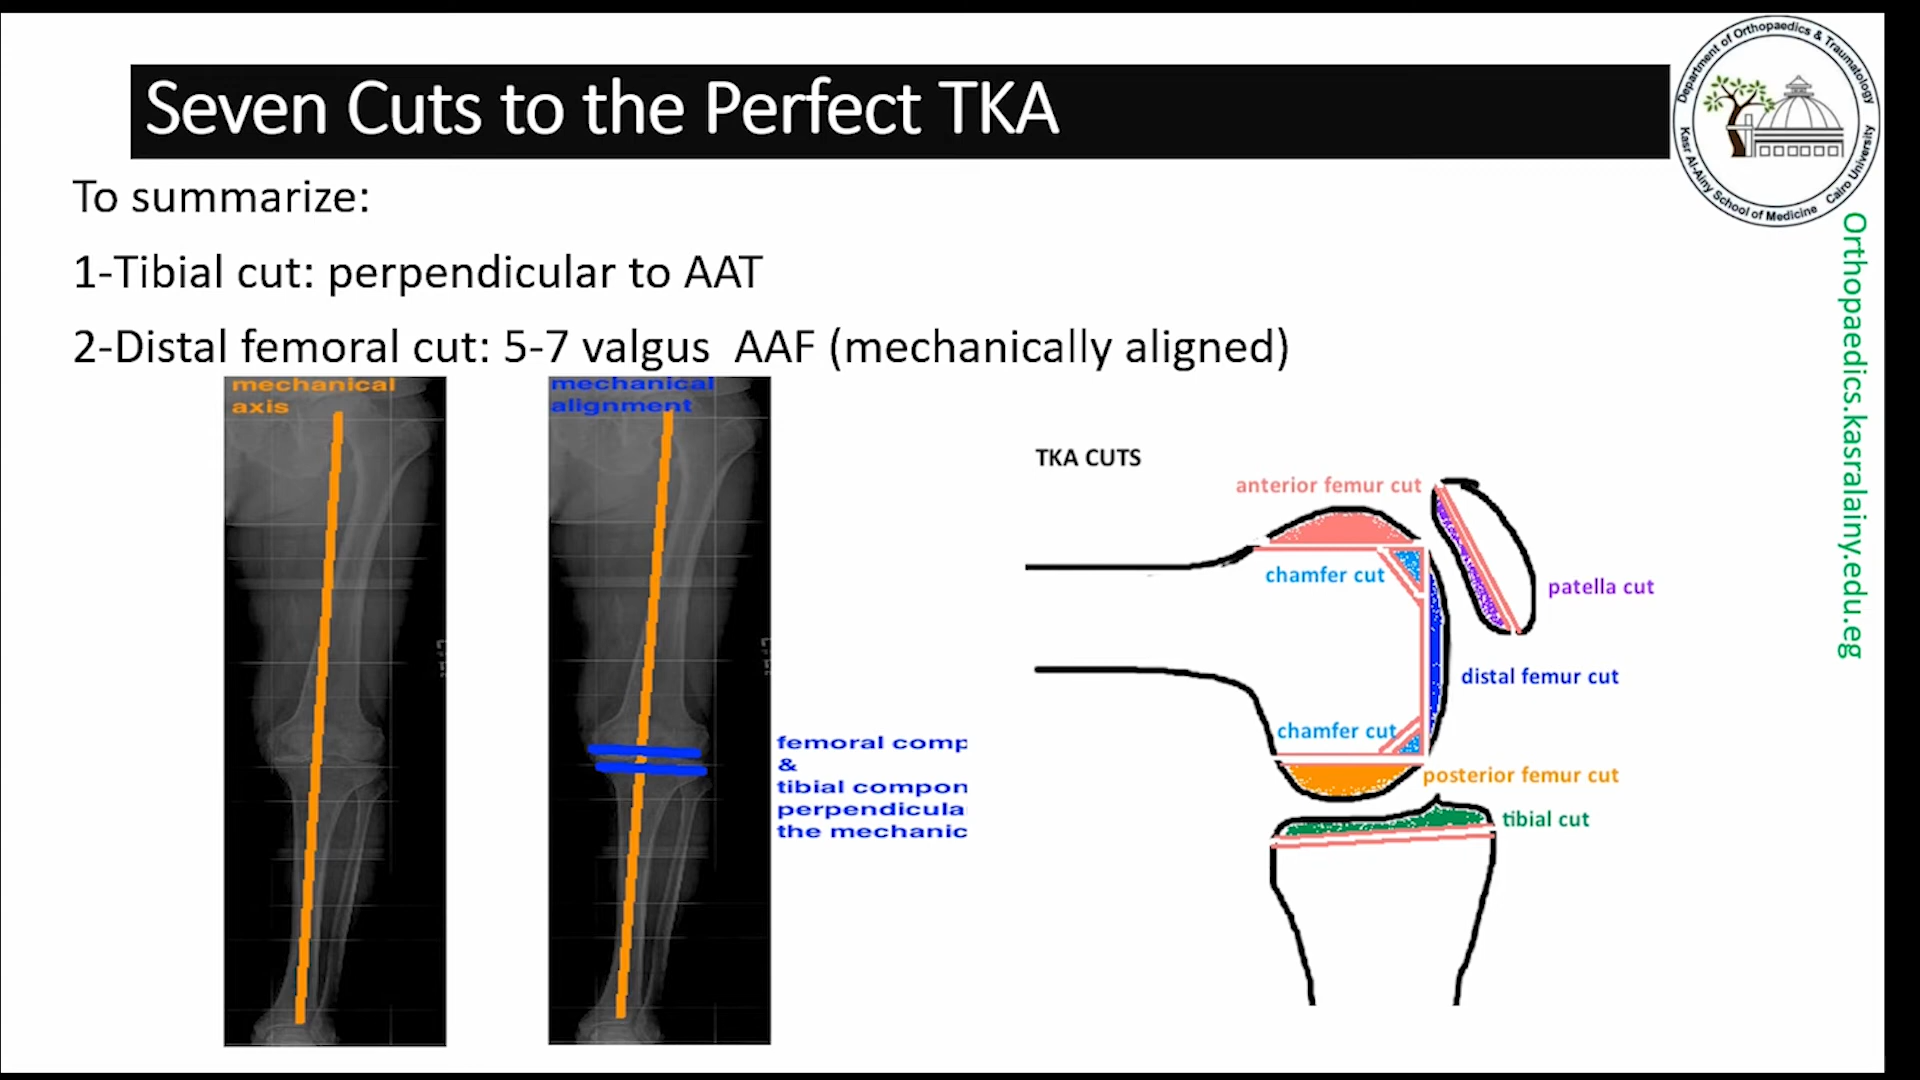 Seven Cuts to the Perfect TKA
Department of Orthopaedics & Traumatology
Kasr Al-Ainy School of Medicine Cairo University
Orthopaedics.kasralainy.edu.eg
To summarize:
1-Tibial cut: perpendicular to AAT
2-Distal femoral cut: 5-7 valgus AAF (mechanically aligned)
mechanical
axis
mechanical
alignment
femoral comp
&
tibial compon
perpendicula
the mechanic
TKA CUTS
anterior femur cut
chamfer cut
patella cut
distal femur cut
chamfer cut
posterior femur cut
tibial cut